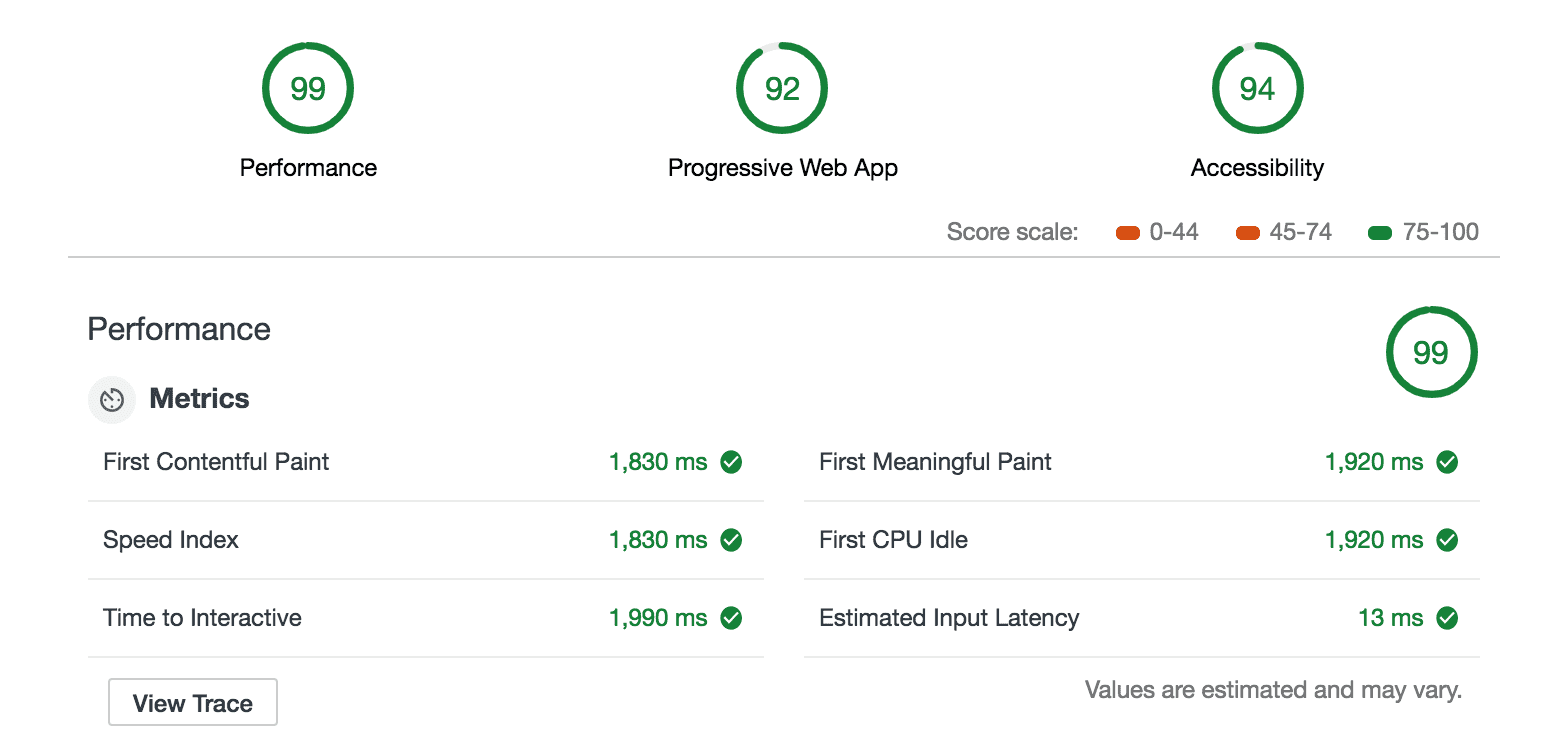 99
92
94
Performance
Progressive Web App
Accessibility
Score scale:
0-44
45-74
75-100
Performance
99
Metrics
First Contentful Paint
1,830 ms
First Meaningful Paint
1,920 ms
Speed Index
1,830 ms
First CPU Idle
1,920 ms
Time to Interactive
1,990 ms
Estimated Input Latency
13 ms
View Trace
Values are estimated and may vary.